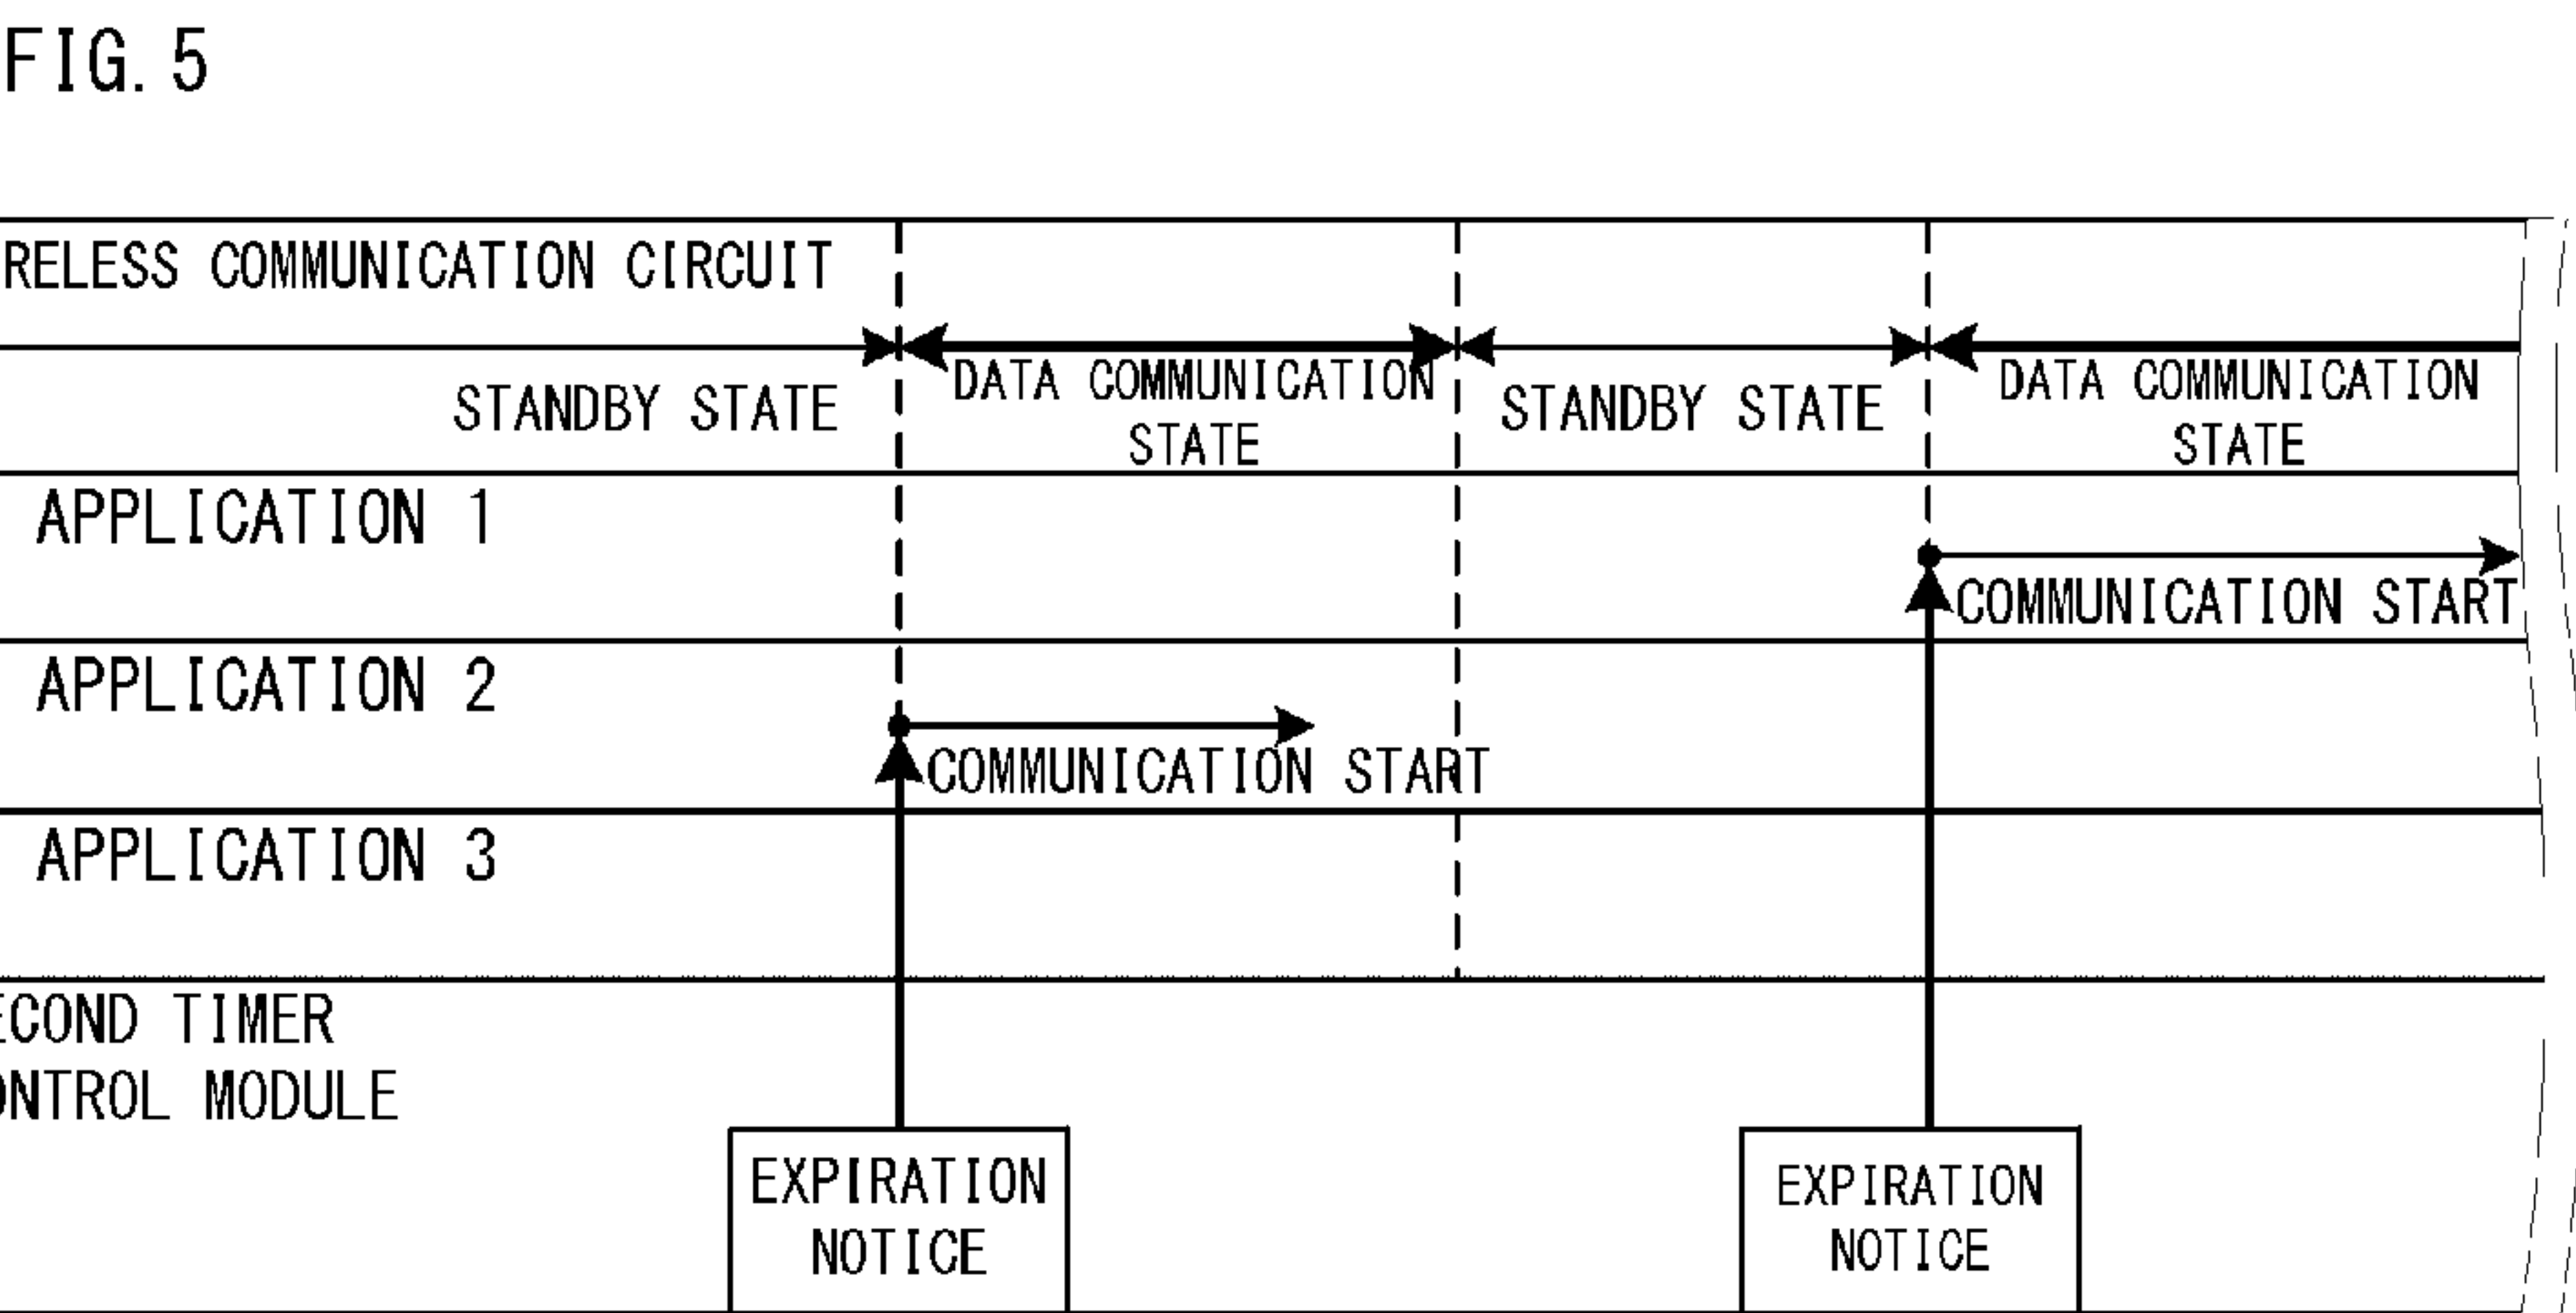 FIG. 5
RELESS COMMUNICATION CIRCUIT
STANDBY STATE
DATA COMMUNICATION
STATE
STANDBY STATE
DATA COMMUNICATION
STATE
APPLICATION 1
COMMUNICATION START
APPLICATION 2
COMMUNICATION START
APPLICATION 3
ECOND TIMER
ONTROL MODULE
EXPIRATION
NOTICE
EXPIRATION
NOTICE